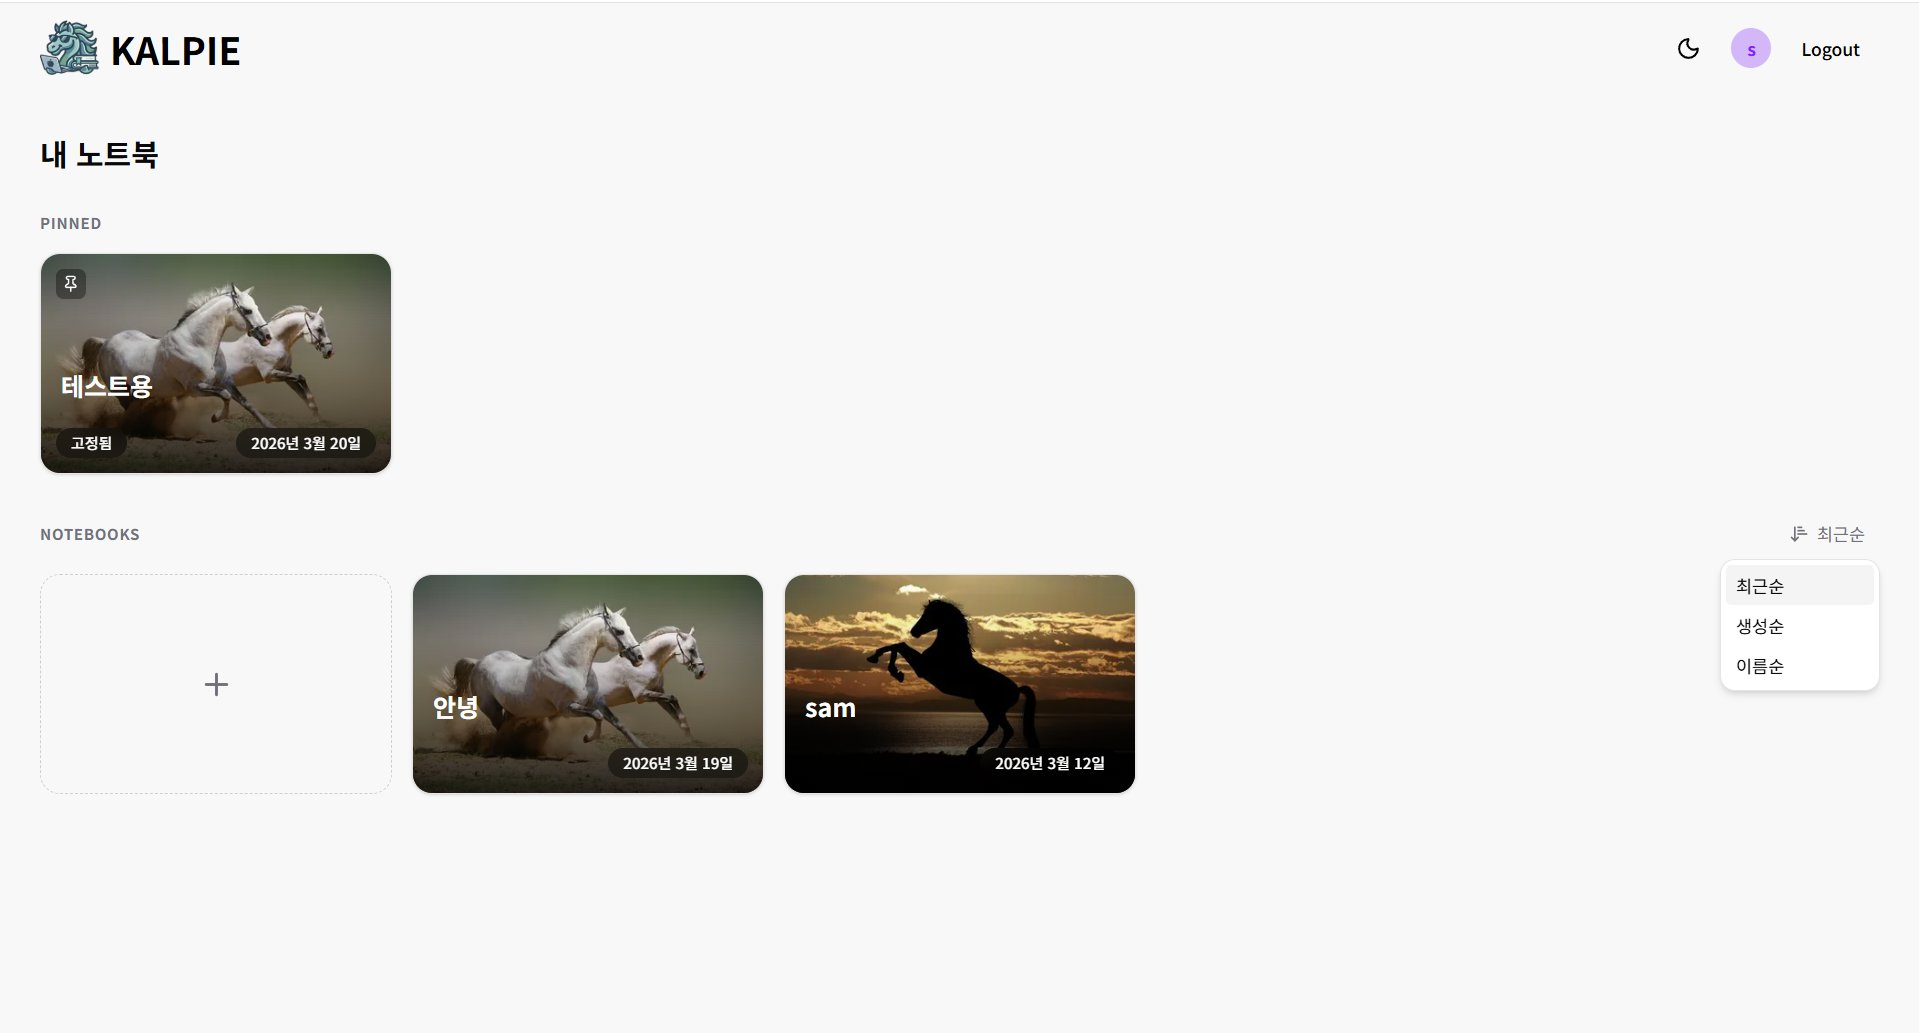 KALPIE
s
Logout
내 노트북
PINNED
테스트용
고정됨
2026년 3월 20일
NOTEBOOKS
최근순
최근순
생성순
이름순
안녕
2026년 3월 19일
sam
2026년 3월 12일